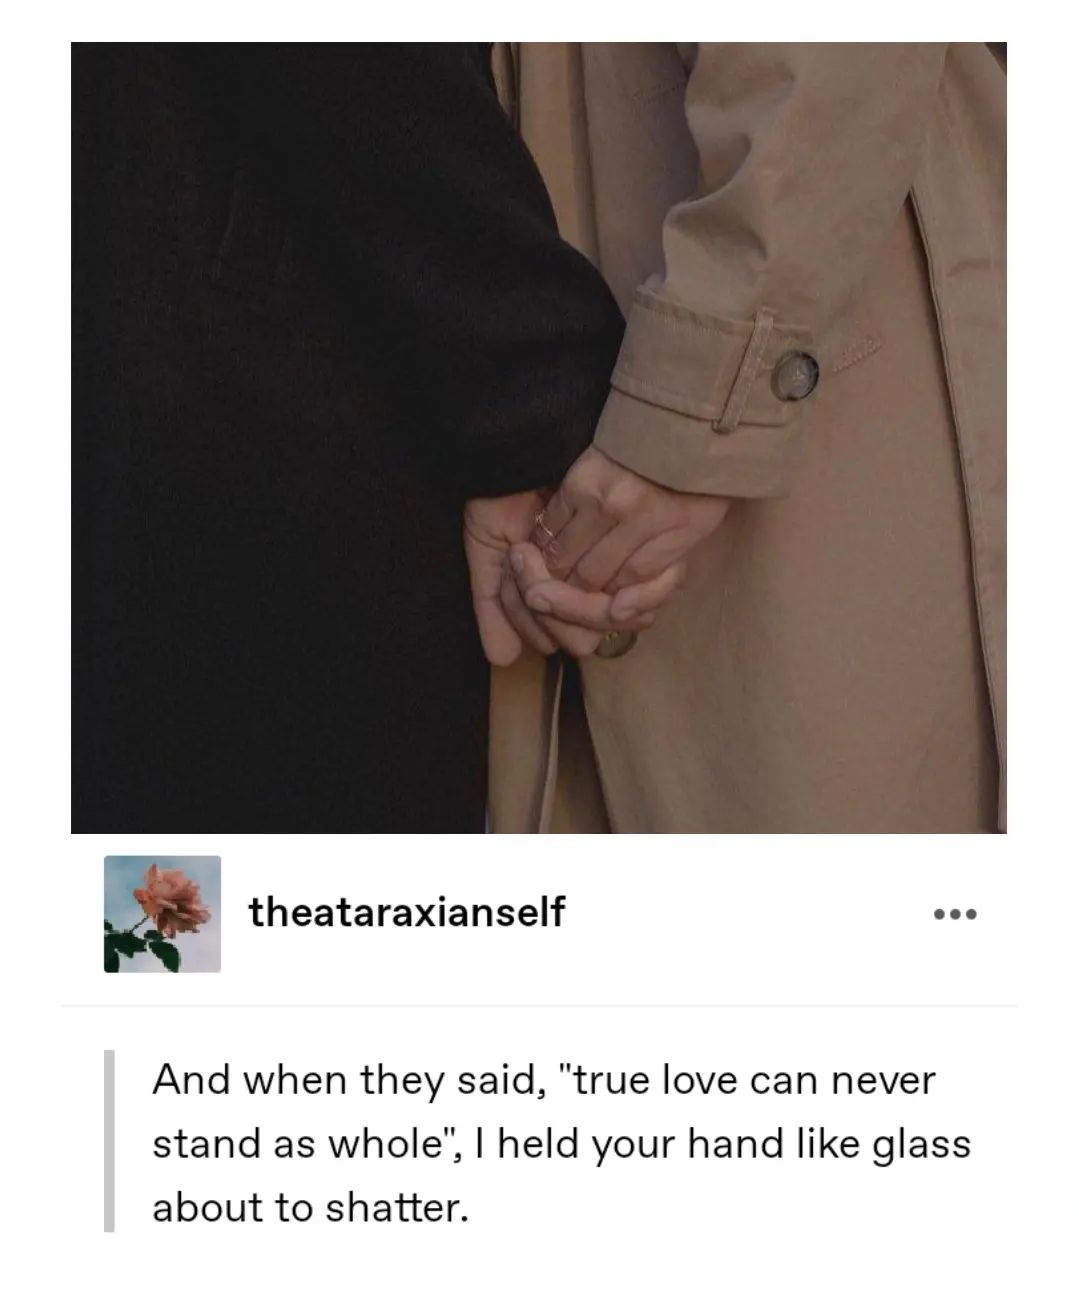 theataraxianself
And when they said, "true love can never
stand as whole", I held your hand like glass
about to shatter.